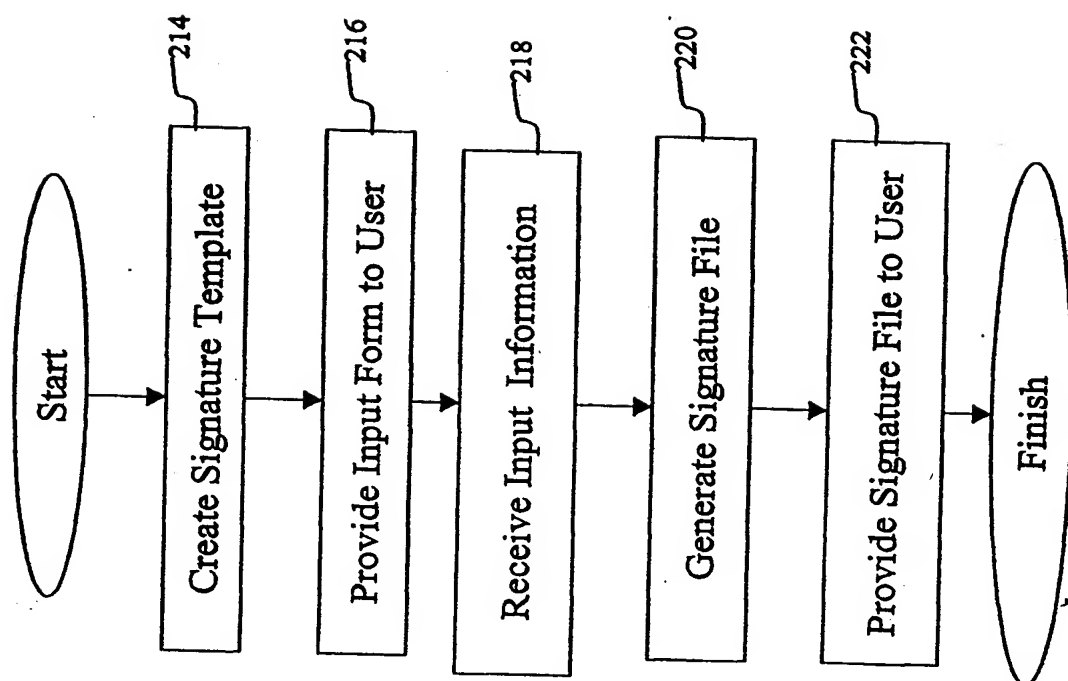 Start
Create Signature Template
214
Provide Input Form to User
216
Receive Input Information
218
Generate Signature File
220
Provide Signature File to User
222
Finish